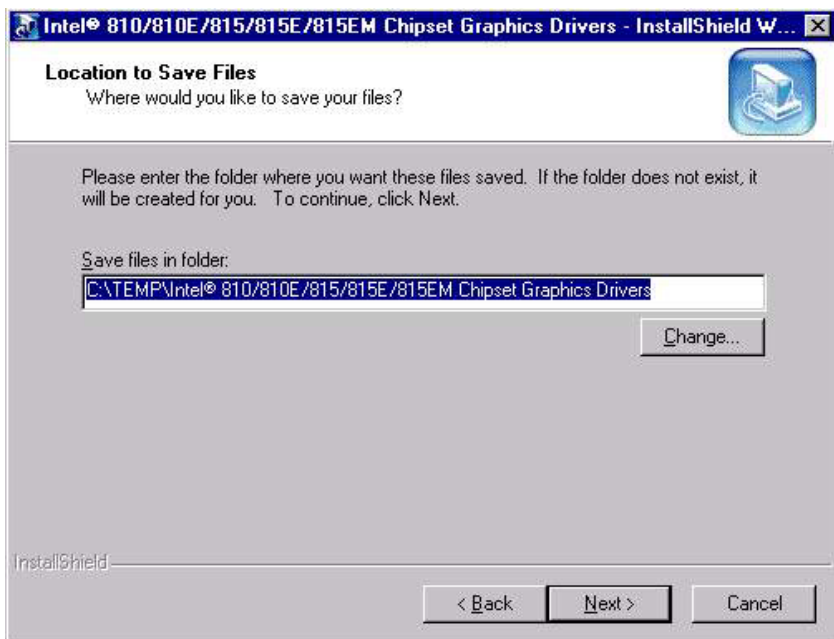 Intel® 810/810E/815/815E/815EM Chipset Graphics Drivers - InstallShield W...
Location to Save Files
Where would you like to save your files?
Please enter the folder where you want these files saved. If the folder does not exist, it
will be created for you. To continue, click Next.
Save files in folder:
C:\TEMP\Intel® 810/810E/815/815E/815EM Chipset Graphics Drivers
Change...
InstallShield
< Back Next > Cancel